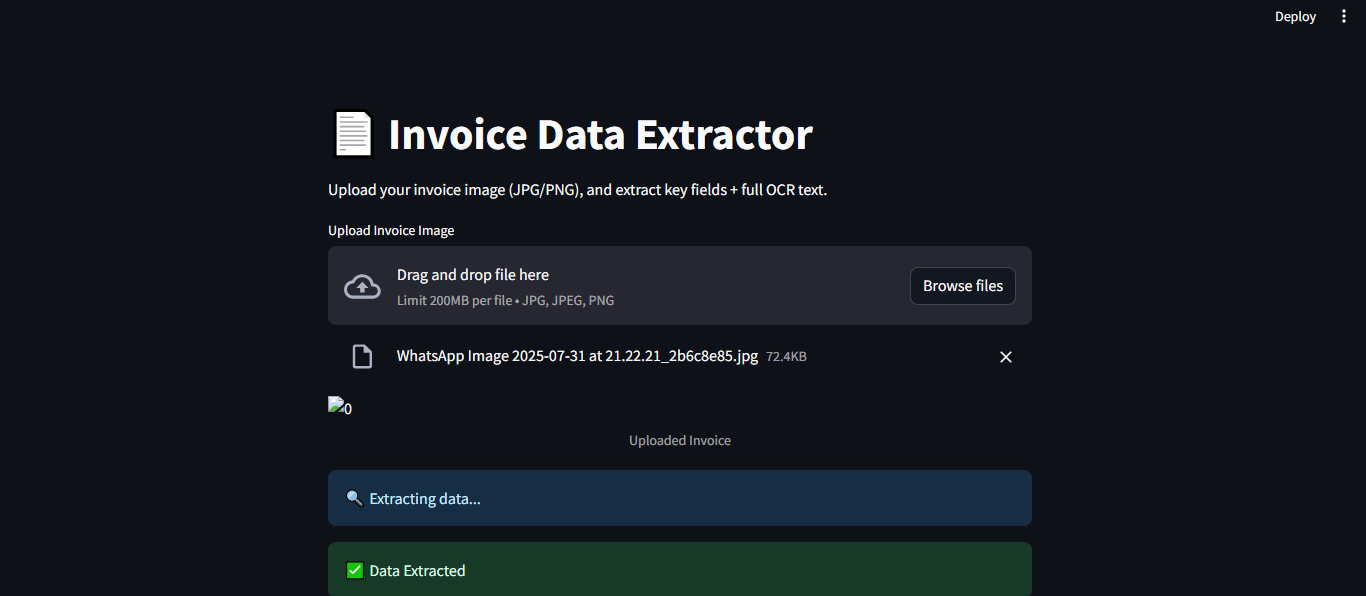 Deploy
Invoice Data Extractor
Upload your invoice image (JPG/PNG), and extract key fields + full OCR text.
Upload Invoice Image
Drag and drop file here
Limit 200MB per file • JPG, JPEG, PNG
Browse files
WhatsApp Image 2025-07-31 at 21.22.21_2b6c8e85.jpg 72.4KB
0
Uploaded Invoice
🔍 Extracting data...
✅ Data Extracted